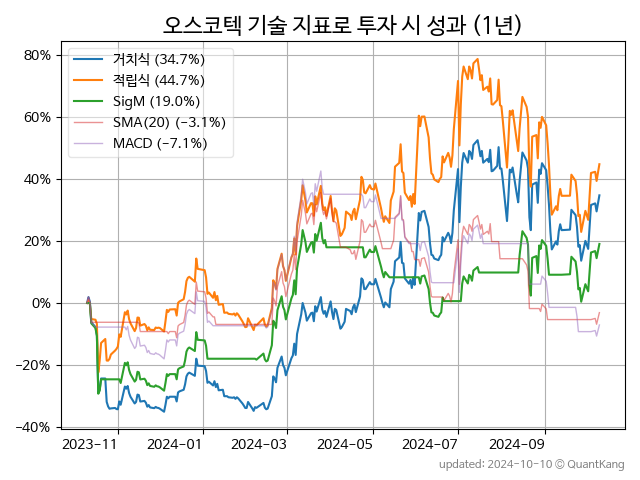 오스코텍 기술 지표로 투자 시 성과 (1년)
80%
60%
40%
20%
0%
−20%
−40%
거치식 (34.7%)
적립식 (44.7%)
SigM (19.0%)
SMA(20) (−3.1%)
MACD (−7.1%)
2023-11
2024-01
2024-03
2024-05
2024-07
2024-09
updated: 2024-10-10 © QuantKang